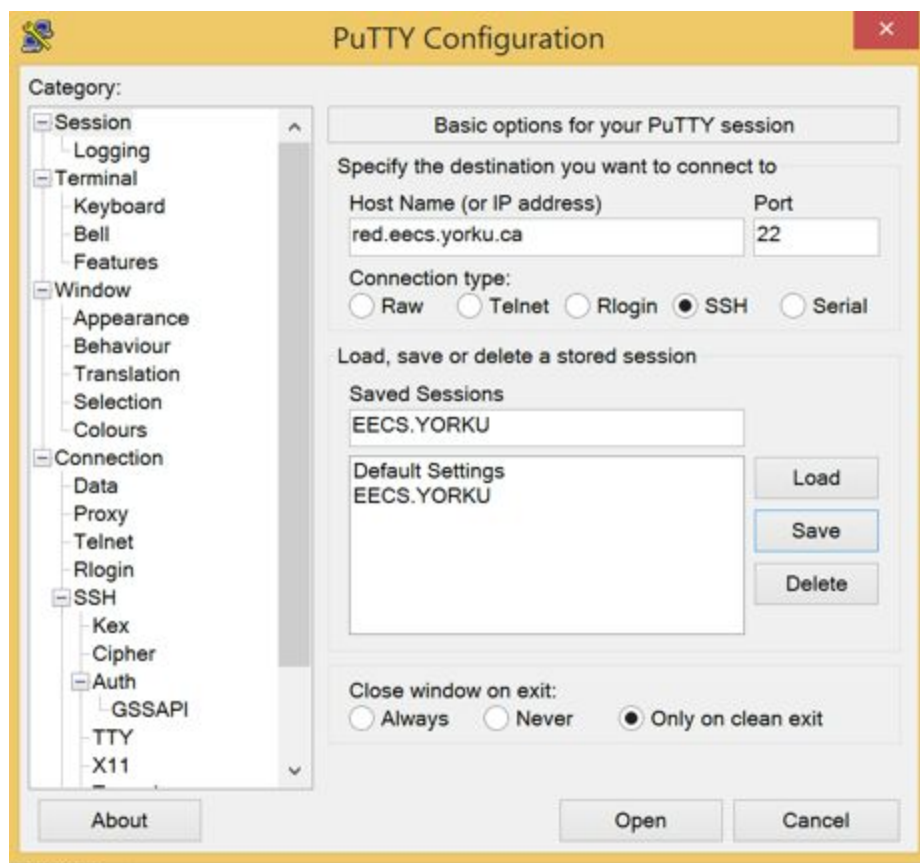 PuTTY Configuration
Category:
Session
Logging
Terminal
Keyboard
Bell
Features
Window
Appearance
Behaviour
Translation
Selection
Colours
Connection
Data
Proxy
Telnet
Rlogin
SSH
Kex
Cipher
Auth
GSSAPI
TTY
X11
Basic options for your PuTTY session
Specify the destination you want to connect to
Host Name (or IP address) Port
red.eecs.yorku.ca 22
Connection type:
Raw Telnet Rlogin SSH Serial
Load, save or delete a stored session
Saved Sessions
EECS.YORKU
Default Settings
EECS.YORKU
Load
Save
Delete
Close window on exit:
Always Never Only on clean exit
About Open Cancel